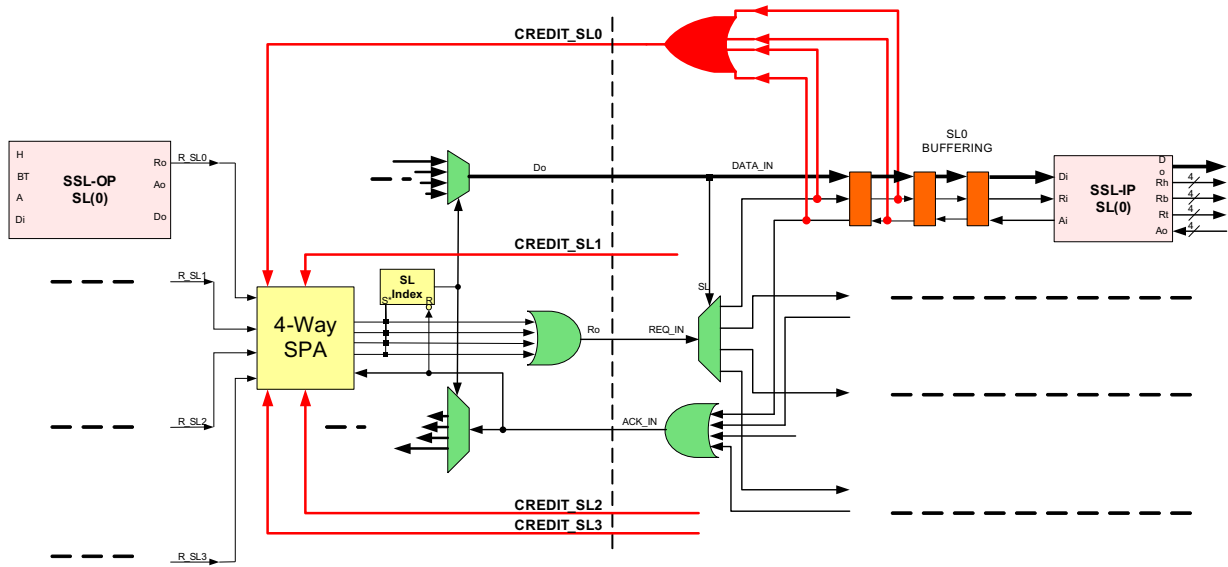 CREDIT_SL0
SL0
BUFFERING
H
BT
A
Di
SSL-OP
SL(0)
Ro
Ao
Do
R_SL0
Do
DATA_IN
Di
Ri
Ai
SSL-IP
SL(0)
D
o
Rh
Rb
Rt
Ao
4
4
4
4
CREDIT_SL1
R_SL1
SL
Index
S*
R
O
SL
4-Way
SPA
Ro
REQ_IN
R_SL2
ACK_IN
CREDIT_SL2
CREDIT_SL3
R_SL3